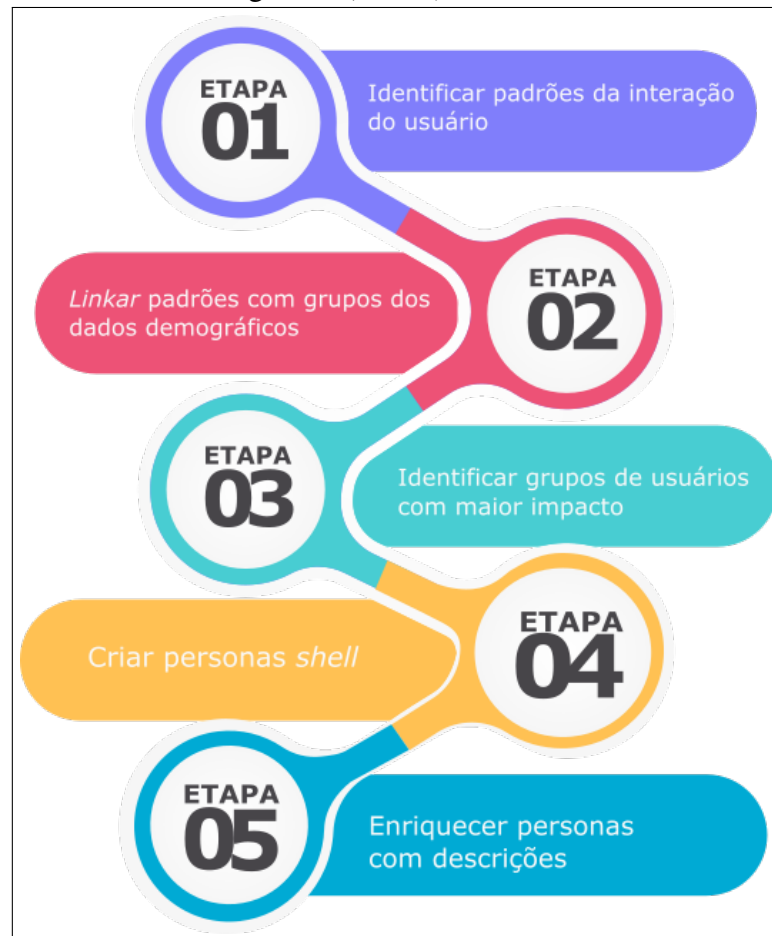 ETAPA
01
Identificar padrões da interação
do usuário
Linkar padrões com grupos dos
dados demográficos
ETAPA
02
ETAPA
03
Identificar grupos de usuários
com maior impacto
Criar personas shell
ETAPA
04
ETAPA
05
Enriquecer personas
com descrições